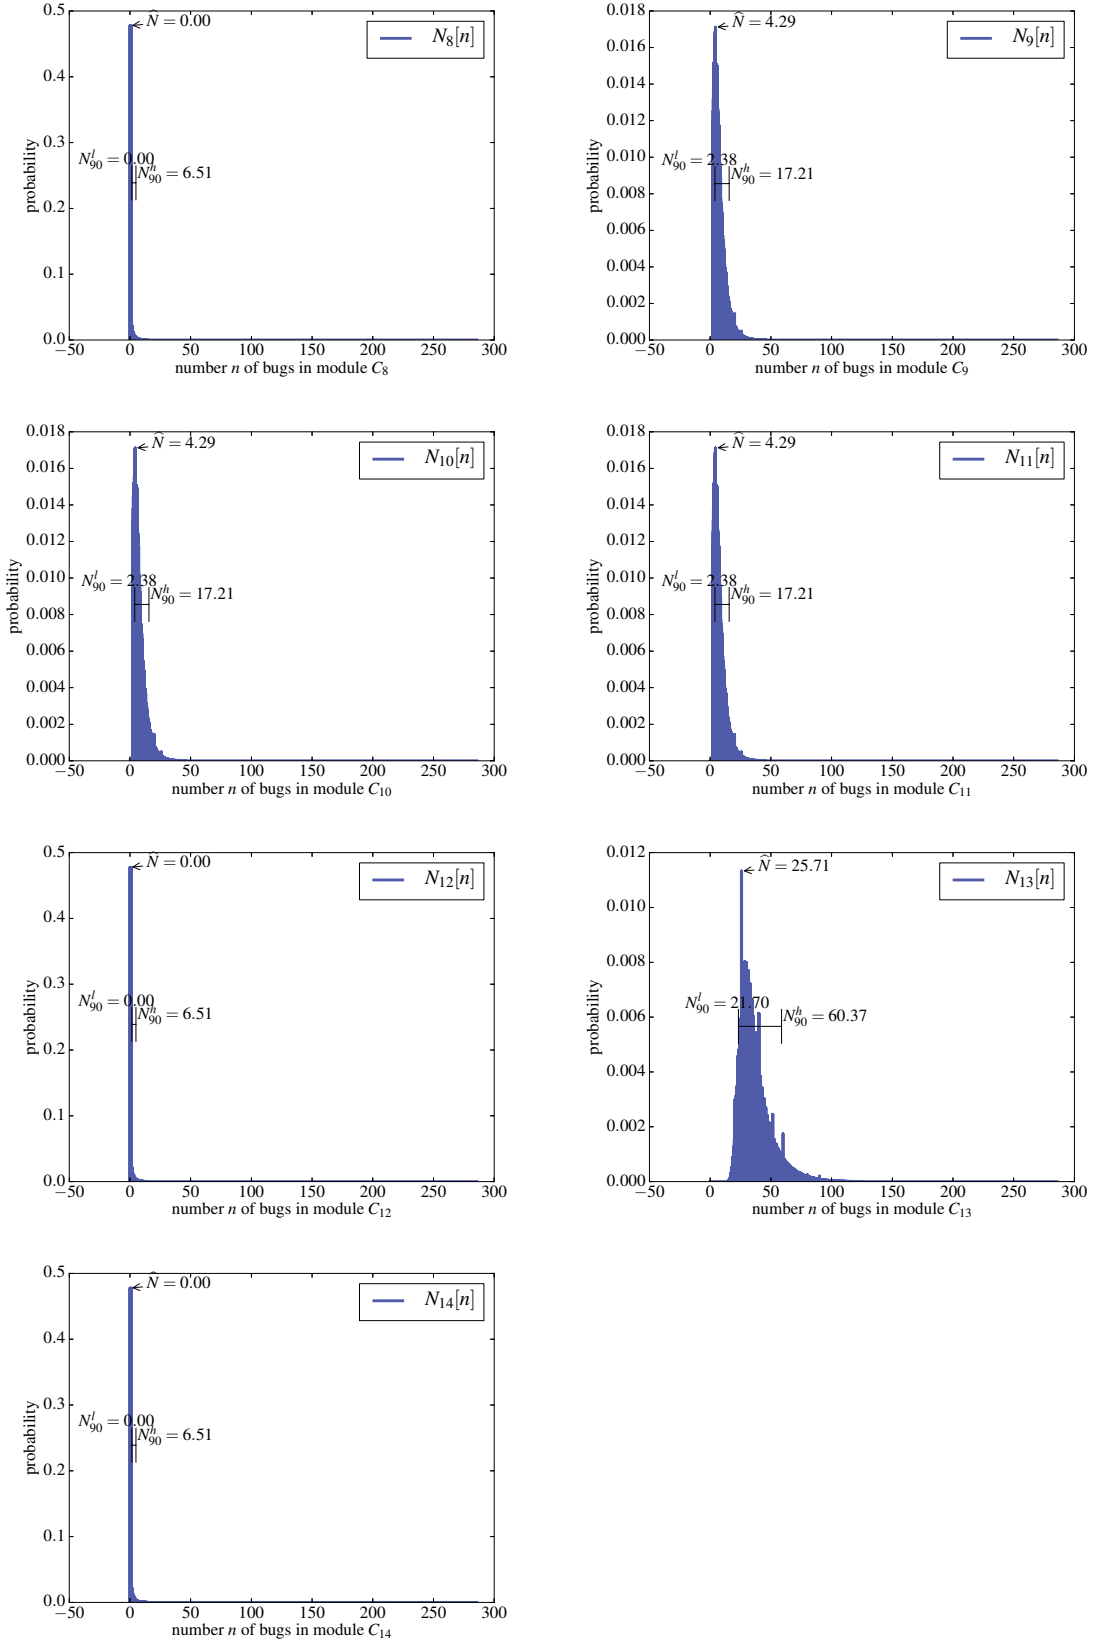 0.5
0.4
0.3
0.2
0.1
0.0
probability
N̂ = 0.00
N₈[n]
N^l_90 = 0.00
N^h_90 = 6.51
−50 0 50 100 150 200 250 300
number n of bugs in module C₈
0.018
0.016
0.014
0.012
0.010
0.008
0.006
0.004
0.002
0.000
probability
N̂ = 4.29
N₉[n]
N^l_90 = 2.38
N^h_90 = 17.21
−50 0 50 100 150 200 250 300
number n of bugs in module C₉
0.018
0.016
0.014
0.012
0.010
0.008
0.006
0.004
0.002
0.000
probability
N̂ = 4.29
N₁₀[n]
N^l_90 = 2.38
N^h_90 = 17.21
−50 0 50 100 150 200 250 300
number n of bugs in module C₁₀
0.018
0.016
0.014
0.012
0.010
0.008
0.006
0.004
0.002
0.000
probability
N̂ = 4.29
N₁₁[n]
N^l_90 = 2.38
N^h_90 = 17.21
−50 0 50 100 150 200 250 300
number n of bugs in module C₁₁
0.5
0.4
0.3
0.2
0.1
0.0
probability
N̂ = 0.00
N₁₂[n]
N^l_90 = 0.00
N^h_90 = 6.51
−50 0 50 100 150 200 250 300
number n of bugs in module C₁₂
0.012
0.010
0.008
0.006
0.004
0.002
0.000
probability
N̂ = 25.71
N₁₃[n]
N^l_90 = 21.70
N^h_90 = 60.37
−50 0 50 100 150 200 250 300
number n of bugs in module C₁₃
0.5
0.4
0.3
0.2
0.1
0.0
probability
N̂ = 0.00
N₁₄[n]
N^l_90 = 0.00
N^h_90 = 6.51
−50 0 50 100 150 200 250 300
number n of bugs in module C₁₄